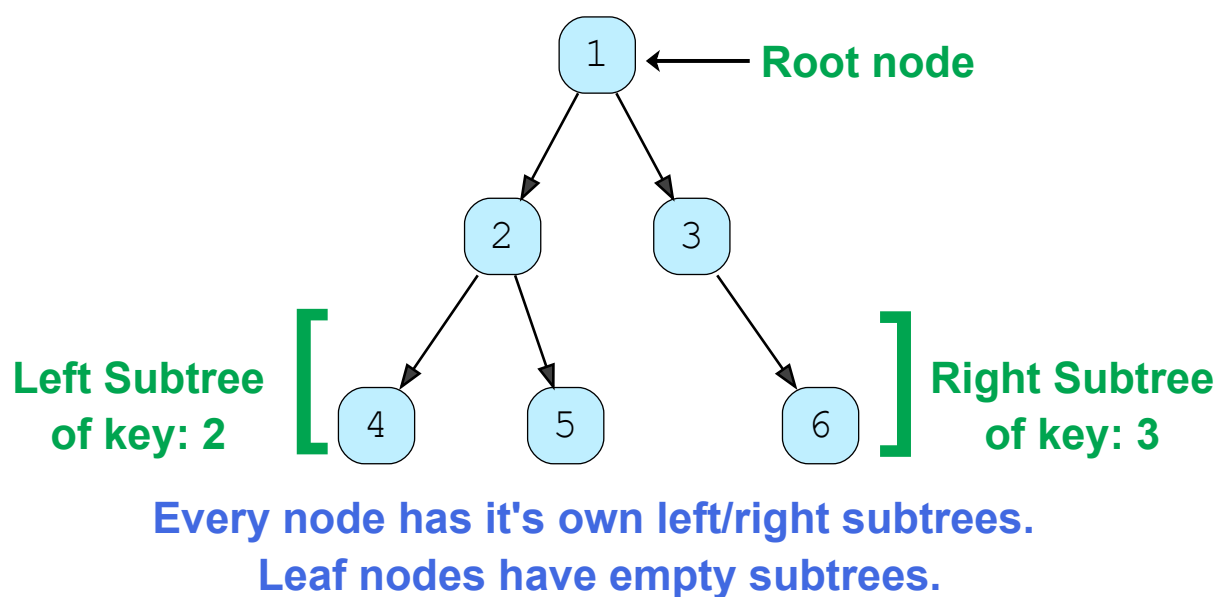 1
Root node
2
3
Left Subtree
of key: 2
4
5
6
Right Subtree
of key: 3
Every node has it's own left/right subtrees.
Leaf nodes have empty subtrees.